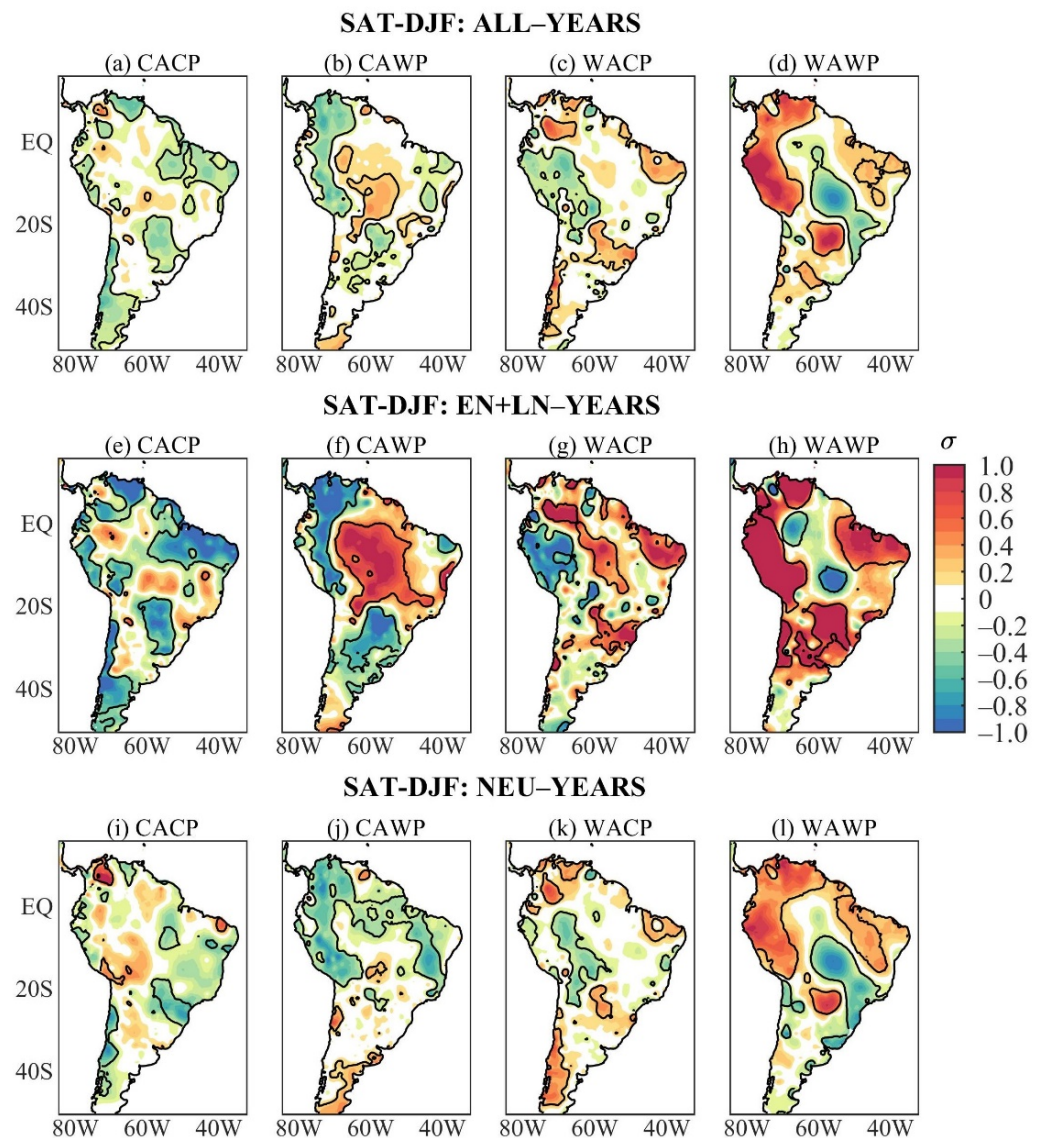 SAT-DJF: ALL–YEARS
(a) CACP (b) CAWP (c) WACP (d) WAWP
EQ
20S
40S
80W 60W 40W 80W 60W 40W 80W 60W 40W 80W 60W 40W
SAT-DJF: EN+LN–YEARS
(e) CACP (f) CAWP (g) WACP (h) WAWP σ
1.0
0.8
EQ 0.6
0.4
0.2
20S 0
–0.2
–0.4
–0.6
40S –0.8
–1.0
80W 60W 40W 80W 60W 40W 80W 60W 40W 80W 60W 40W
SAT-DJF: NEU–YEARS
(i) CACP (j) CAWP (k) WACP (l) WAWP
EQ
20S
40S
80W 60W 40W 80W 60W 40W 80W 60W 40W 80W 60W 40W